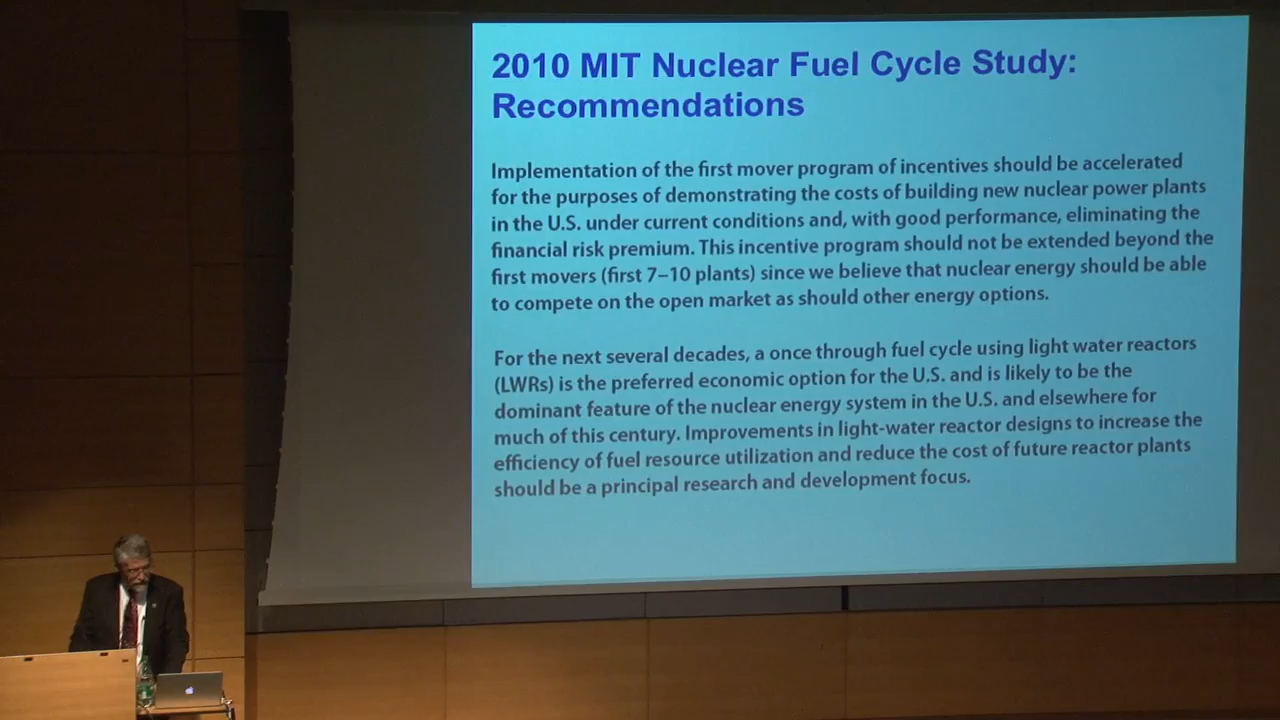 2010 MIT Nuclear Fuel Cycle Study:
Recommendations
Implementation of the first mover program of incentives should be accelerated
for the purposes of demonstrating the costs of building new nuclear power plants
in the U.S. under current conditions and, with good performance, eliminating the
financial risk premium. This incentive program should not be extended beyond the
first movers (first 7–10 plants) since we believe that nuclear energy should be able
to compete on the open market as should other energy options.
For the next several decades, a once through fuel cycle using light water reactors
(LWRs) is the preferred economic option for the U.S. and is likely to be the
dominant feature of the nuclear energy system in the U.S. and elsewhere for
much of this century. Improvements in light-water reactor designs to increase the
efficiency of fuel resource utilization and reduce the cost of future reactor plants
should be a principal research and development focus.